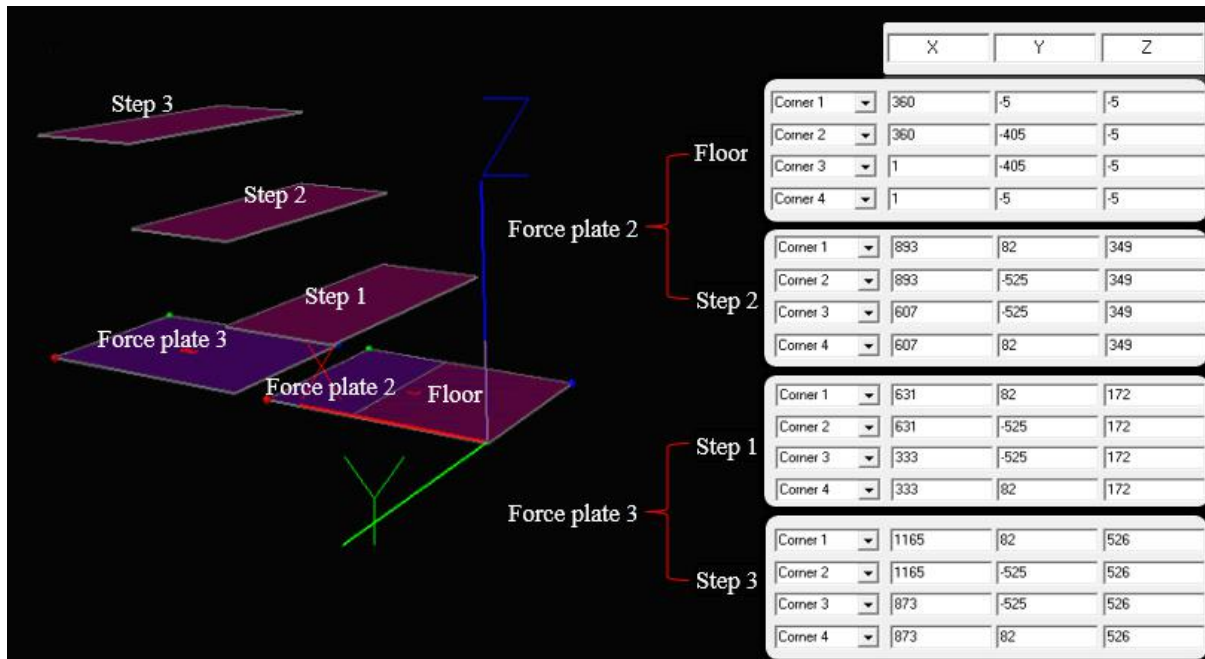 X Y Z
Step 3
Step 2
Step 1
Force plate 3
Force plate 2
Floor
Z
X
Y
Force plate 2
Floor
Corner 1 360 -5 -5
Corner 2 360 -405 -5
Corner 3 1 -405 -5
Corner 4 1 -5 -5
Step 2
Corner 1 893 82 349
Corner 2 893 -525 349
Corner 3 607 -525 349
Corner 4 607 82 349
Force plate 3
Step 1
Corner 1 631 82 172
Corner 2 631 -525 172
Corner 3 333 -525 172
Corner 4 333 82 172
Step 3
Corner 1 1165 82 526
Corner 2 1165 -525 526
Corner 3 873 -525 526
Corner 4 873 82 526